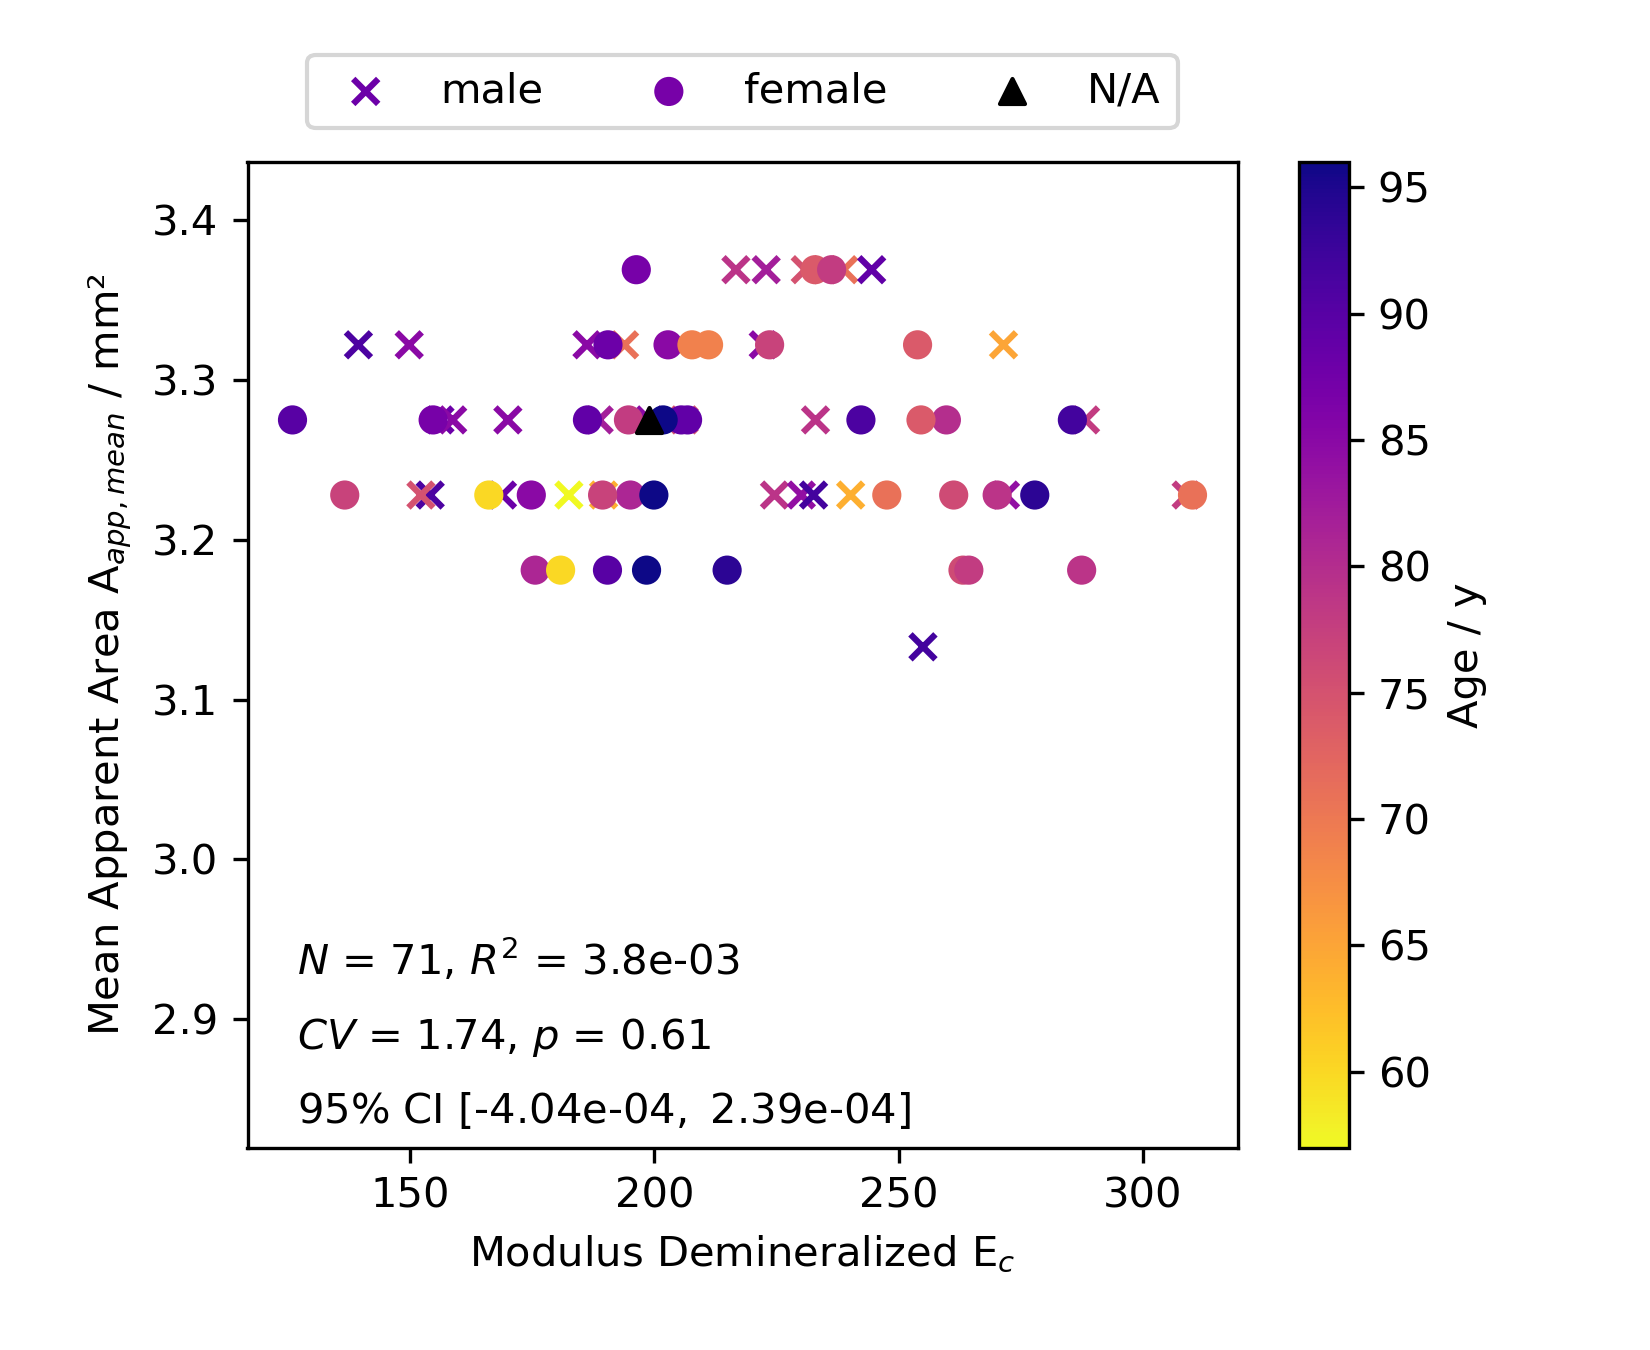 male female N/A
3.4
3.3
3.2
3.1
3.0
2.9
Mean Apparent Area A_{app, mean} / mm²
N = 71, R² = 3.8e-03
CV = 1.74, p = 0.61
95% CI [-4.04e-04, 2.39e-04]
150 200 250 300
Modulus Demineralized E_c
95
90
85
80
75
70
65
60
Age / y